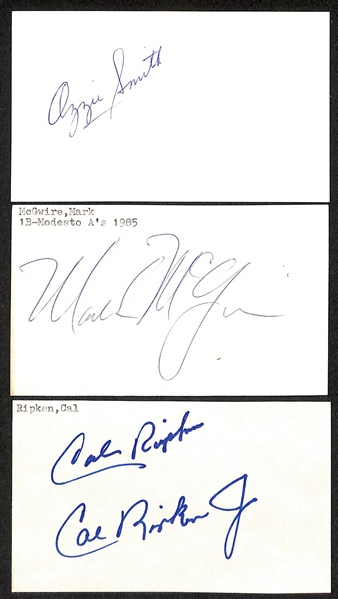 Ozzie Smith
McGwire,Mark
1B-Modesto A's 1985
Mark McGwire
Ripken,Cal
Cal Ripken
Cal Ripken Jr